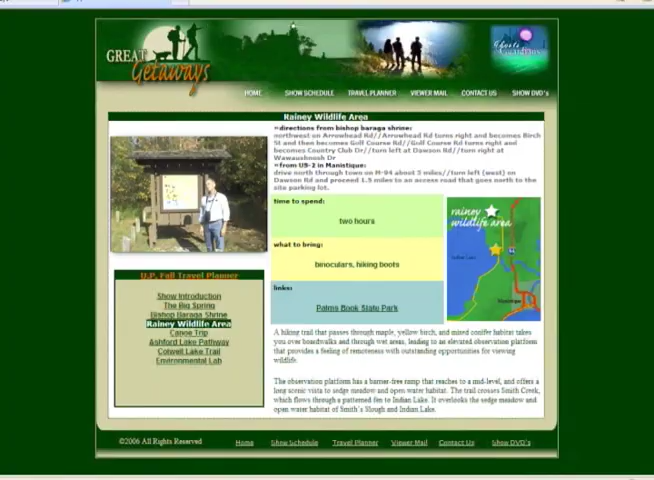 GREAT
Getaways
HOME SHOW SCHEDULE TRAVEL PLANNER VIEWER MAIL CONTACT US SHOW DVD's
Rainey Wildlife Area
directions from bishop baraga shrine:
northwest on Arrowhead Rd//Arrowhead Rd turns right and becomes Birch
St and then becomes Golf Course Rd//Golf Course Rd turns right and
becomes Country Club Dr//turn left at Dawson Rd//turn right at
Wawaushnosh Dr
from US-2 in Manistique:
drive north through town on M-94 about 5 miles//turn left (west) on
Dawson Rd and proceed 1.5 miles to an access road that goes north to the
site parking lot.
time to spend:
two hours
what to bring:
binoculars, hiking boots
links:
Palms Book State Park
rainey
wildlife area
U.P. Fall Travel Planner
Show Introduction
The Big Spring
Bishop Baraga Shrine
Rainey Wildlife Area
Canoe Trip
Ashford Lake Pathway
Colwell Lake Trail
Environmental Lab
A hiking trail that passes through maple, yellow birch, and mixed conifer habitat takes
you over boardwalks and through wet areas, leading to an elevated observation platform
that provides a feeling of remoteness with outstanding opportunities for viewing
wildlife.
The observation platform has a barrier-free ramp that reaches to a mid-level, and offers a
long scenic vista to sedge meadow and open water habitat. The trail crosses Smith Creek,
which flows through a patterned fen to Indian Lake. It overlooks the sedge meadow and
open water habitat of Smith's Slough and Indian Lake.
©2006 All Rights Reserved Home Show Schedule Travel Planner Viewer Mail Contact Us Show DVD's